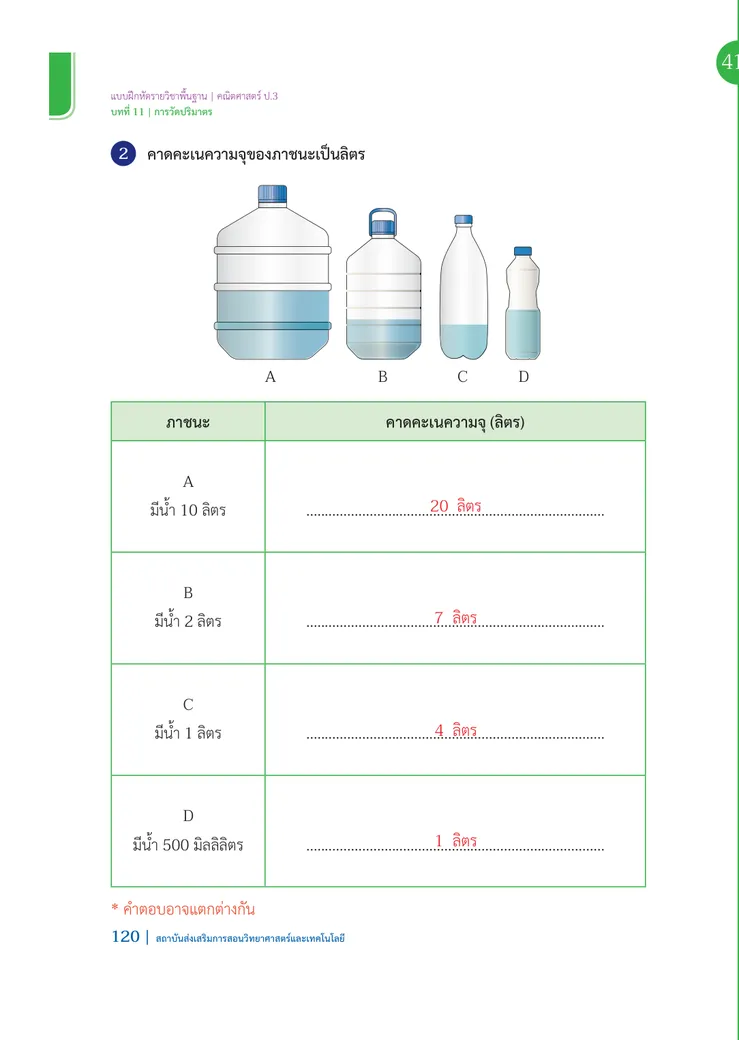 41
แบบฝึกหัดรายวิชาพื้นฐาน | คณิตศาสตร์ ป.3
บทที่ 11 | การวัดปริมาตร
2 คาดคะเนความจุของภาชนะเป็นลิตร
A B C D
ภาชนะ คาดคะเนความจุ (ลิตร)
A
มีน้ำ 10 ลิตร 20 ลิตร
B
มีน้ำ 2 ลิตร 7 ลิตร
C
มีน้ำ 1 ลิตร 4 ลิตร
D
มีน้ำ 500 มิลลิลิตร 1 ลิตร
* คำตอบอาจแตกต่างกัน
120 | สถาบันส่งเสริมการสอนวิทยาศาสตร์และเทคโนโลยี